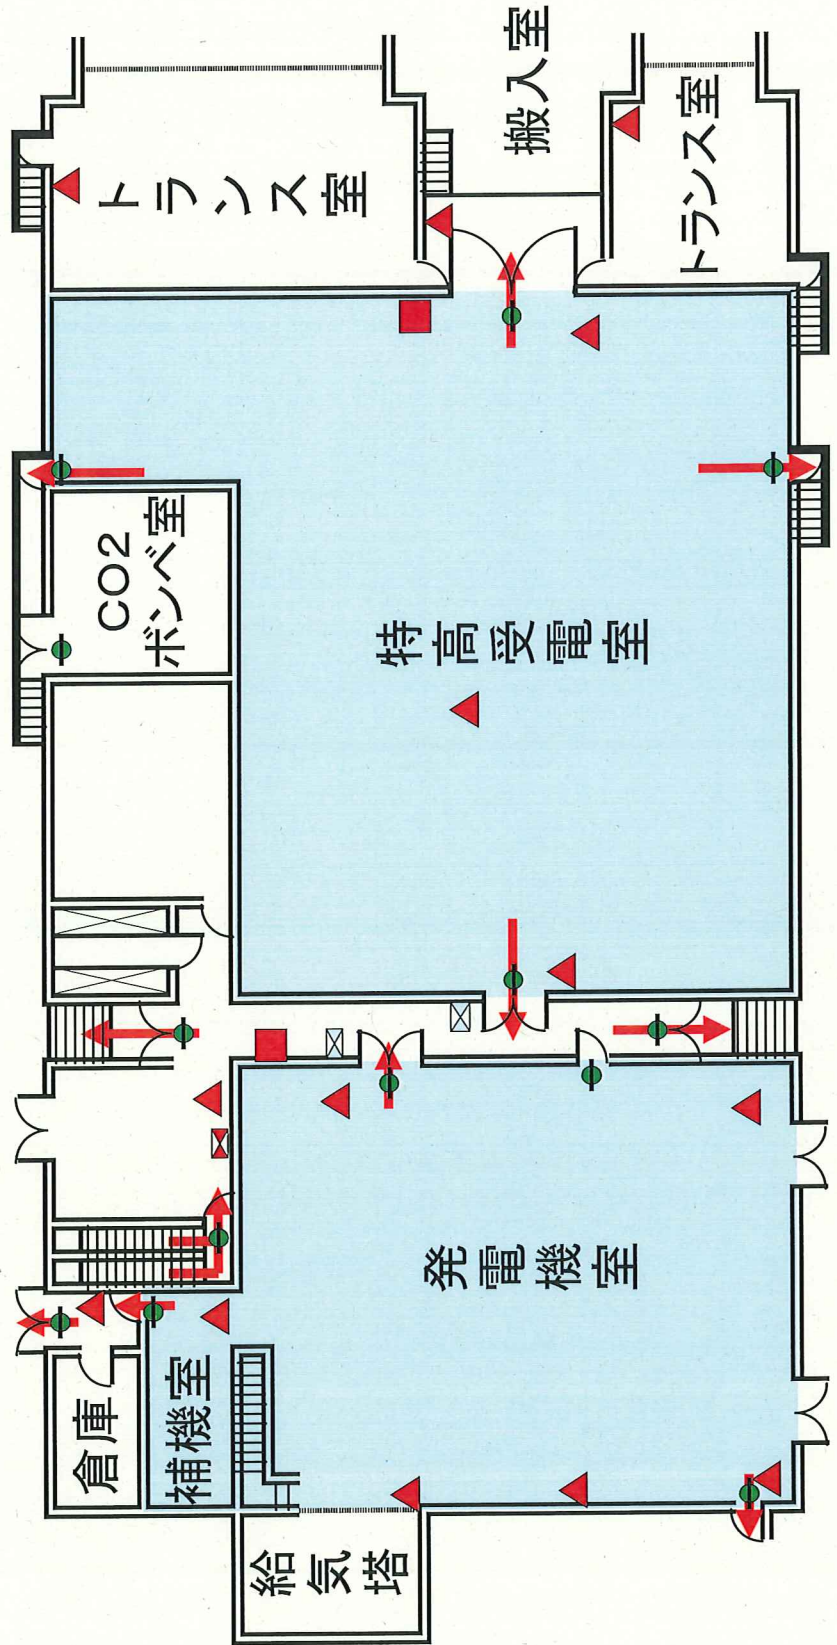 倉庫
補機室
給気塔
発電機室
CO2
ボンベ室
特高受電室
トランス室
搬入室
トランス室